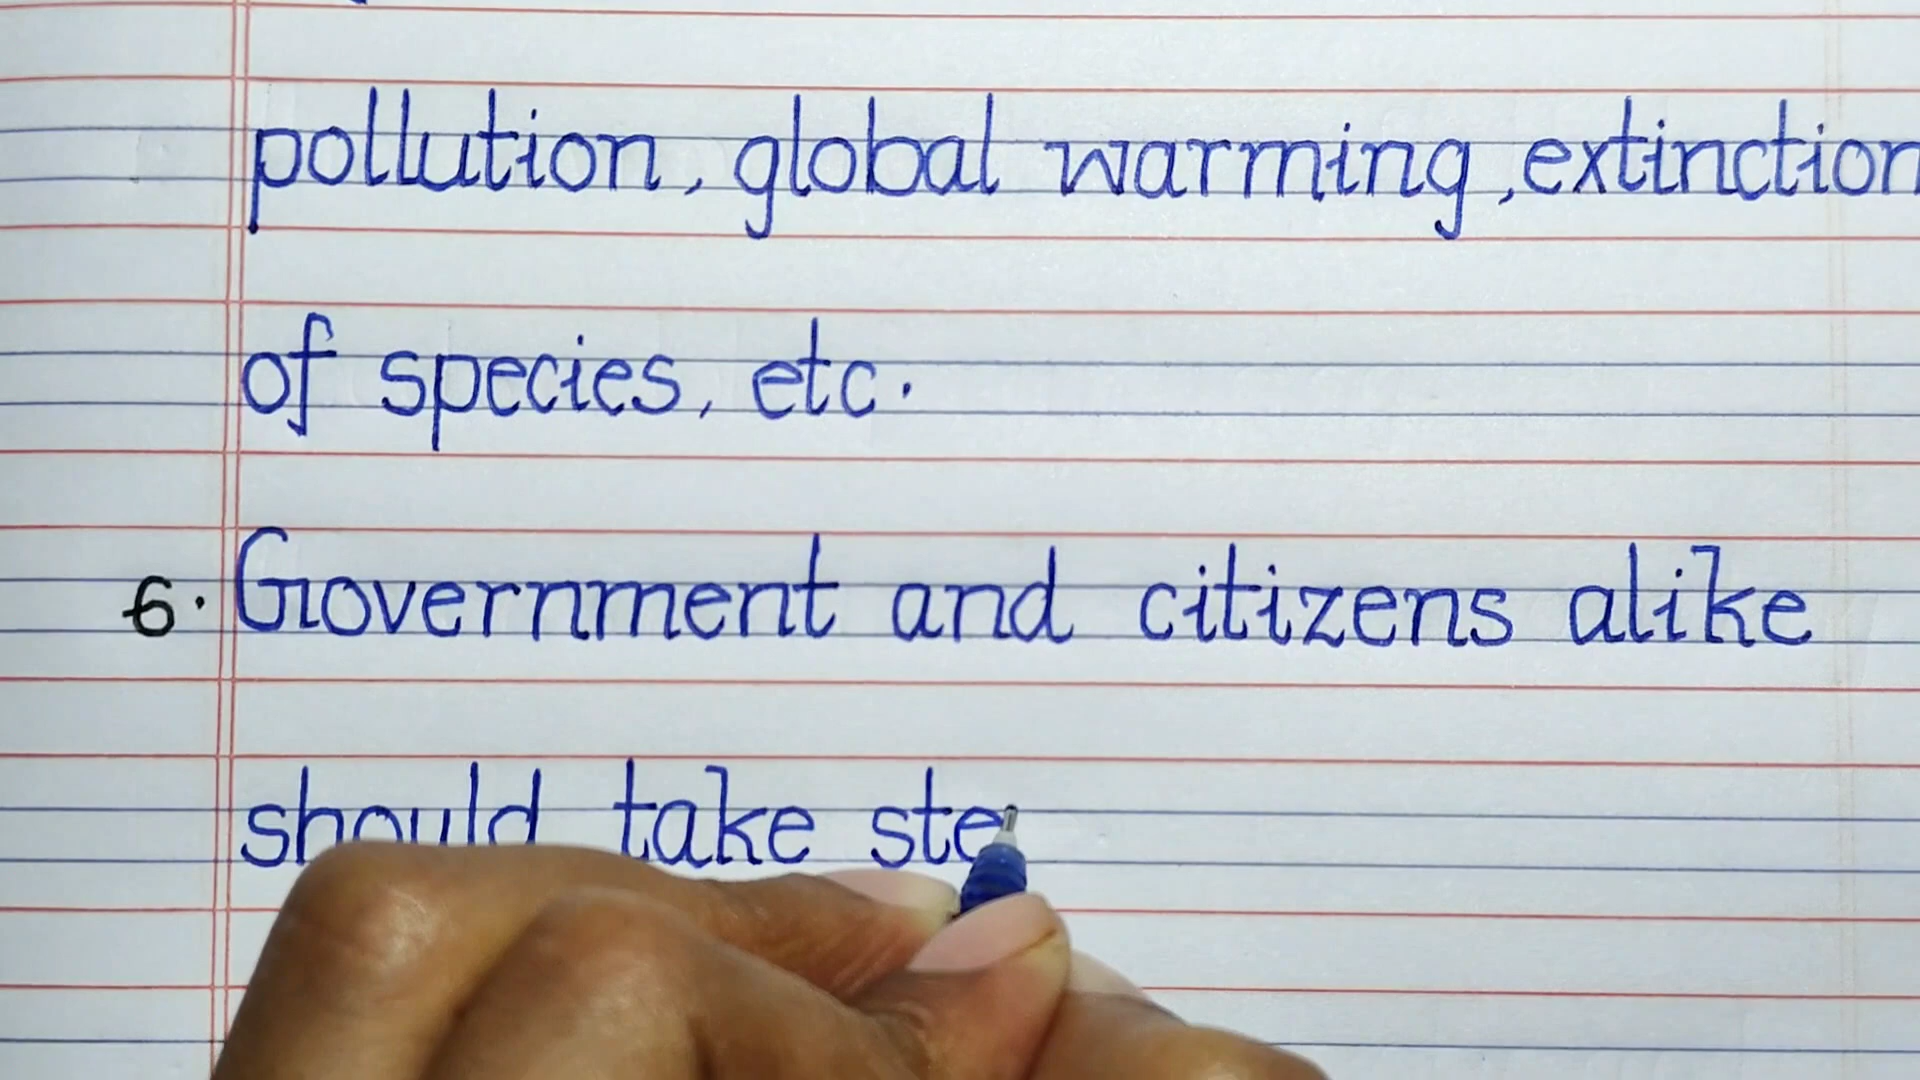 pollution, global warming, extinction
of species, etc.
6. Government and citizens alike
should take ste